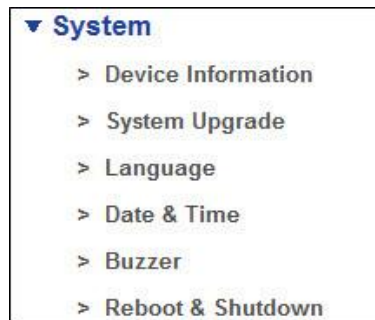 ▼ System
> Device Information
> System Upgrade
> Language
> Date & Time
> Buzzer
> Reboot & Shutdown